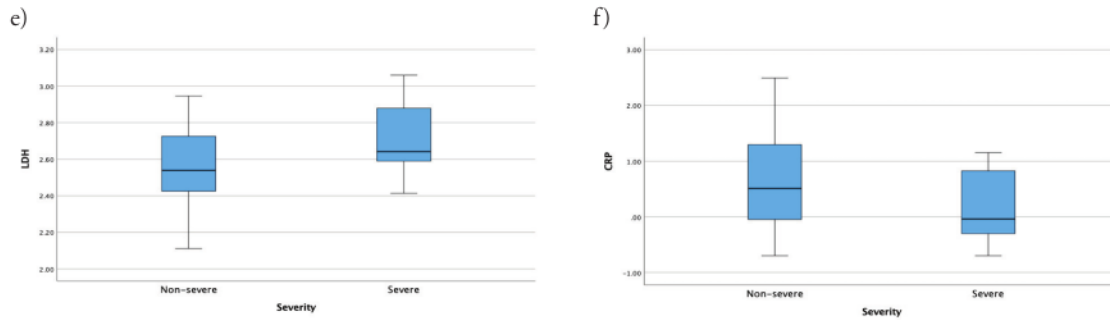 e)
3.20
3.00
2.80
2.60
2.40
2.20
2.00
LDH
Non-severe
Severe
Severity
f)
3.00
2.00
1.00
.00
-1.00
CRP
Non-severe
Severe
Severity